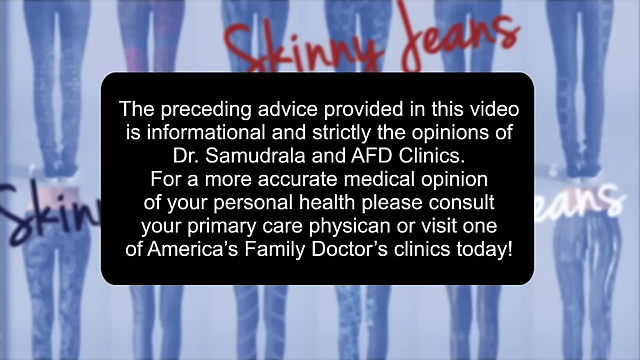 Skinny Jeans
The preceding advice provided in this video
is informational and strictly the opinions of
Dr. Samudrala and AFD Clinics.
For a more accurate medical opinion
of your personal health please consult
your primary care physican or visit one
of America's Family Doctor's clinics today!
Skinn
eans